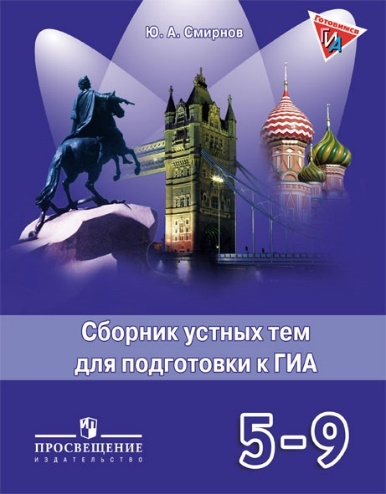 Ю. А. Смирнов
Готовимся
ГИА
Сборник устных тем
для подготовки к ГИА
ПРОСВЕЩЕНИЕ
ИЗДАТЕЛЬСТВО
5-9